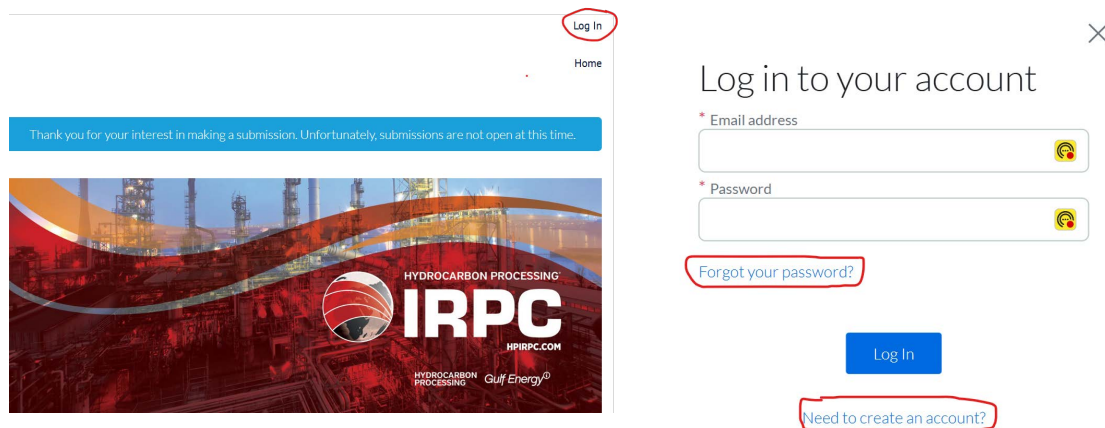 Log In
Home
Thank you for your interest in making a submission. Unfortunately, submissions are not open at this time.
HYDROCARBON PROCESSING®
IRPC
HPIRPC.COM
HYDROCARBON
PROCESSING
Gulf Energyⓘ
Log in to your account
* Email address
* Password
Forgot your password?
Log In
Need to create an account?